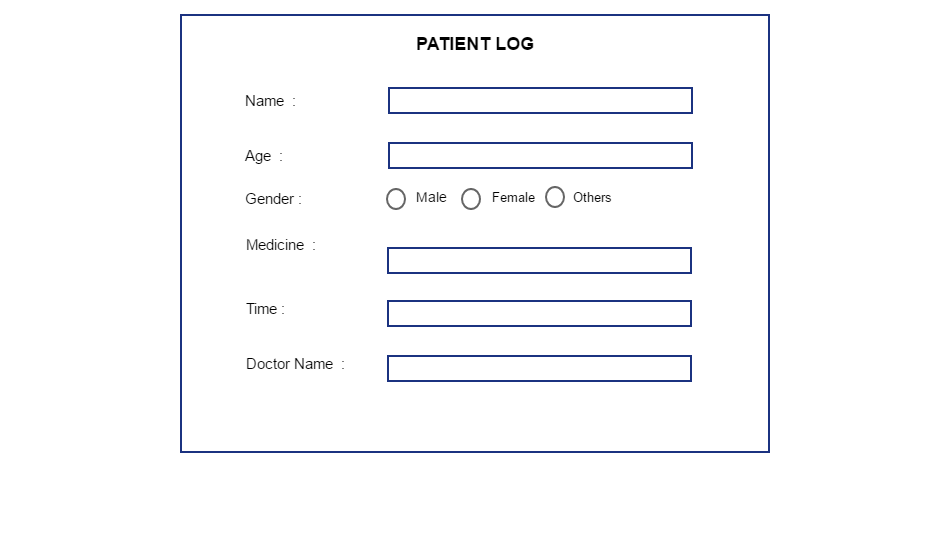 PATIENT LOG
Name  :
Age  :
Gender : Male Female Others
Medicine  :
Time :
Doctor Name  :